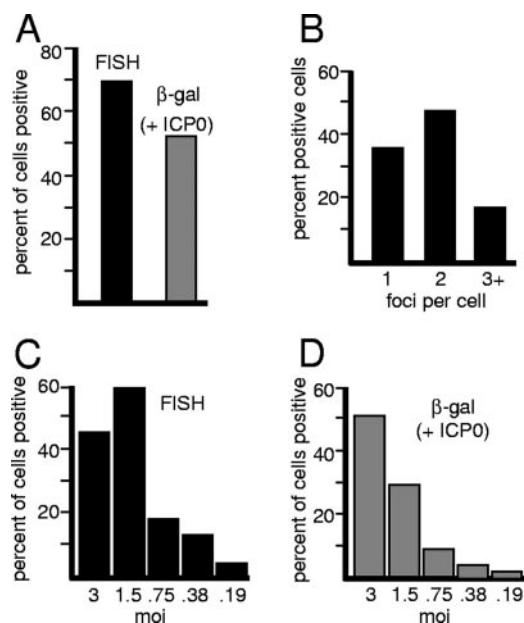 A
percent of cells positive
80
60
40
20
FISH
β-gal
(+ ICP0)
B
percent positive cells
60
40
20
1 2 3+
foci per cell
C
percent of cells positive
60
40
20
FISH
3 1.5 .75 .38 .19
moi
D
percent of cells positive
60
40
20
β-gal
(+ ICP0)
3 1.5 .75 .38 .19
moi